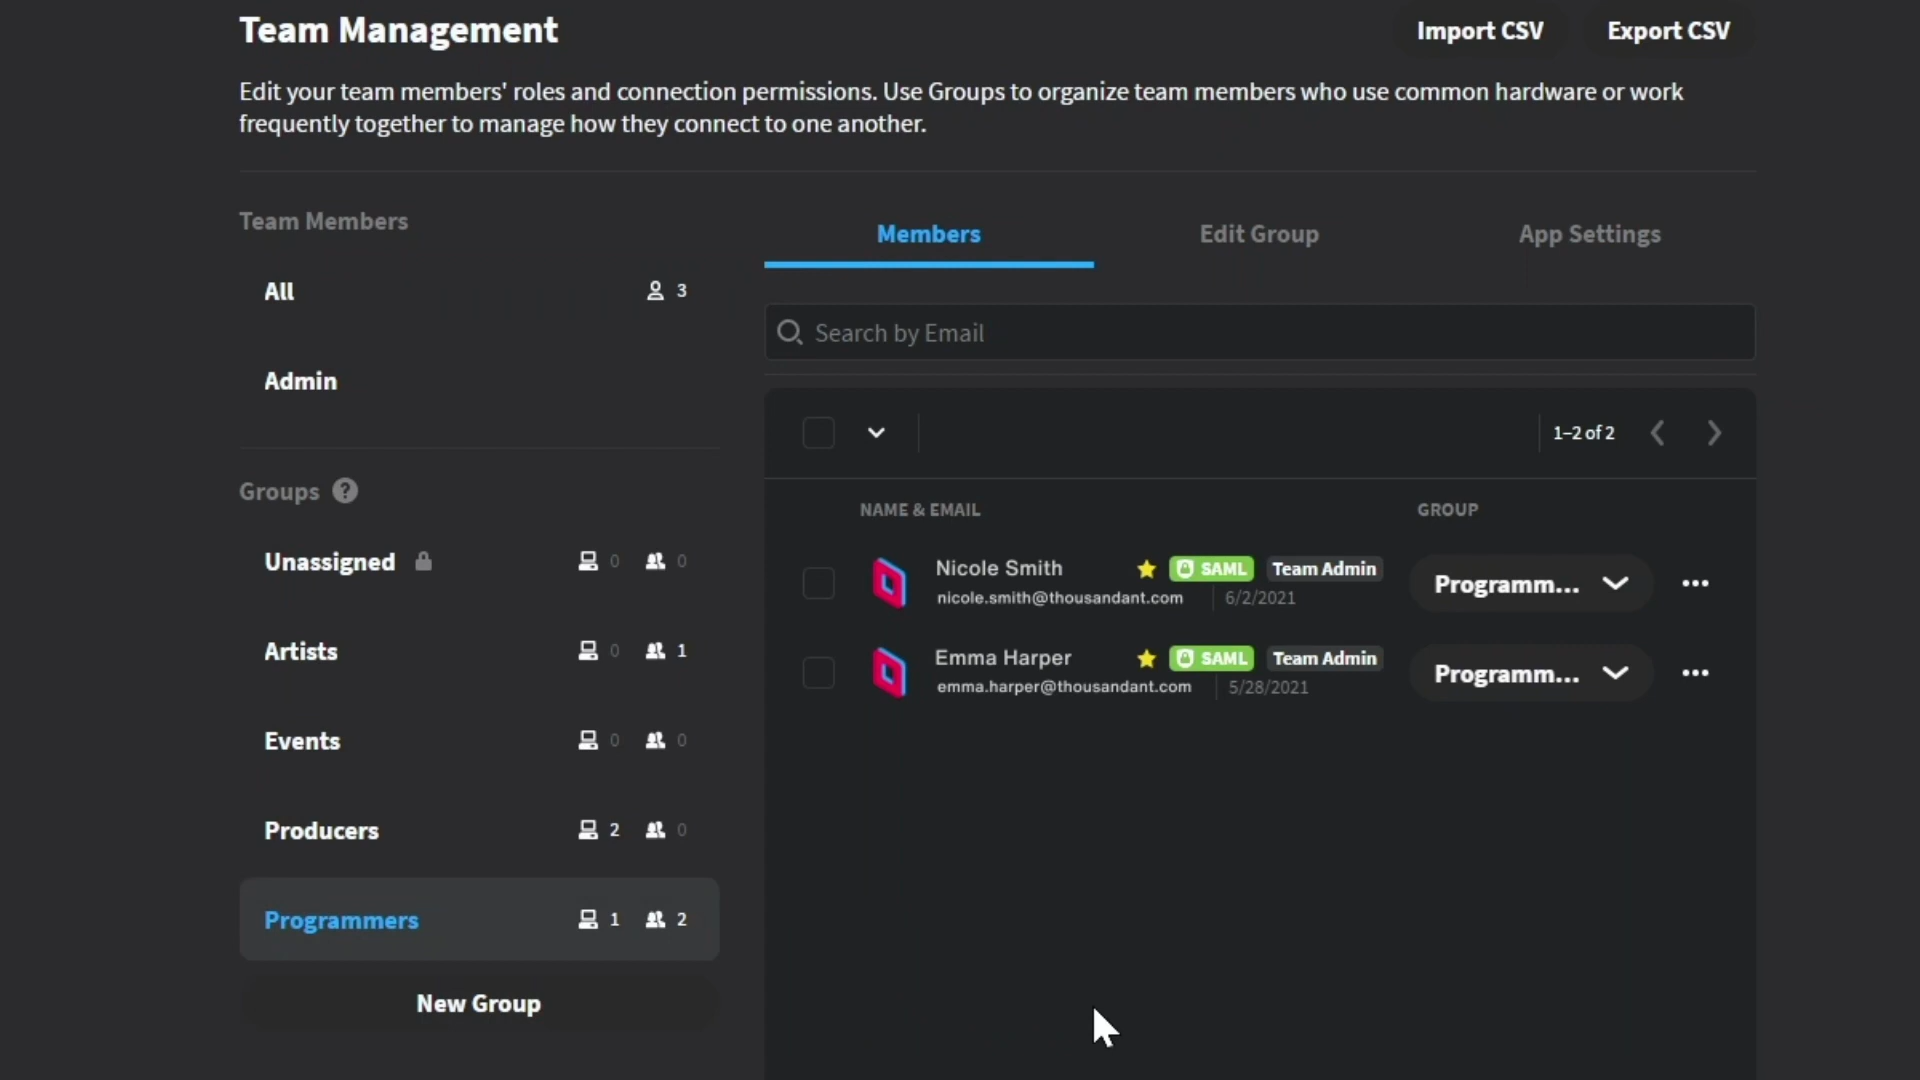 Team Management
Import CSV
Export CSV
Edit your team members' roles and connection permissions. Use Groups to organize team members who use common hardware or work
frequently together to manage how they connect to one another.
Team Members
All 3
Admin
Groups ?
Unassigned 0 0
Artists 0 1
Events 0 0
Producers 2 0
Programmers 1 2
New Group
Members
Edit Group
App Settings
Search by Email
1–2 of 2
NAME & EMAIL
GROUP
Nicole Smith SAML Team Admin
nicole.smith@thousandant.com 6/2/2021
Programm...
Emma Harper SAML Team Admin
emma.harper@thousandant.com 5/28/2021
Programm...